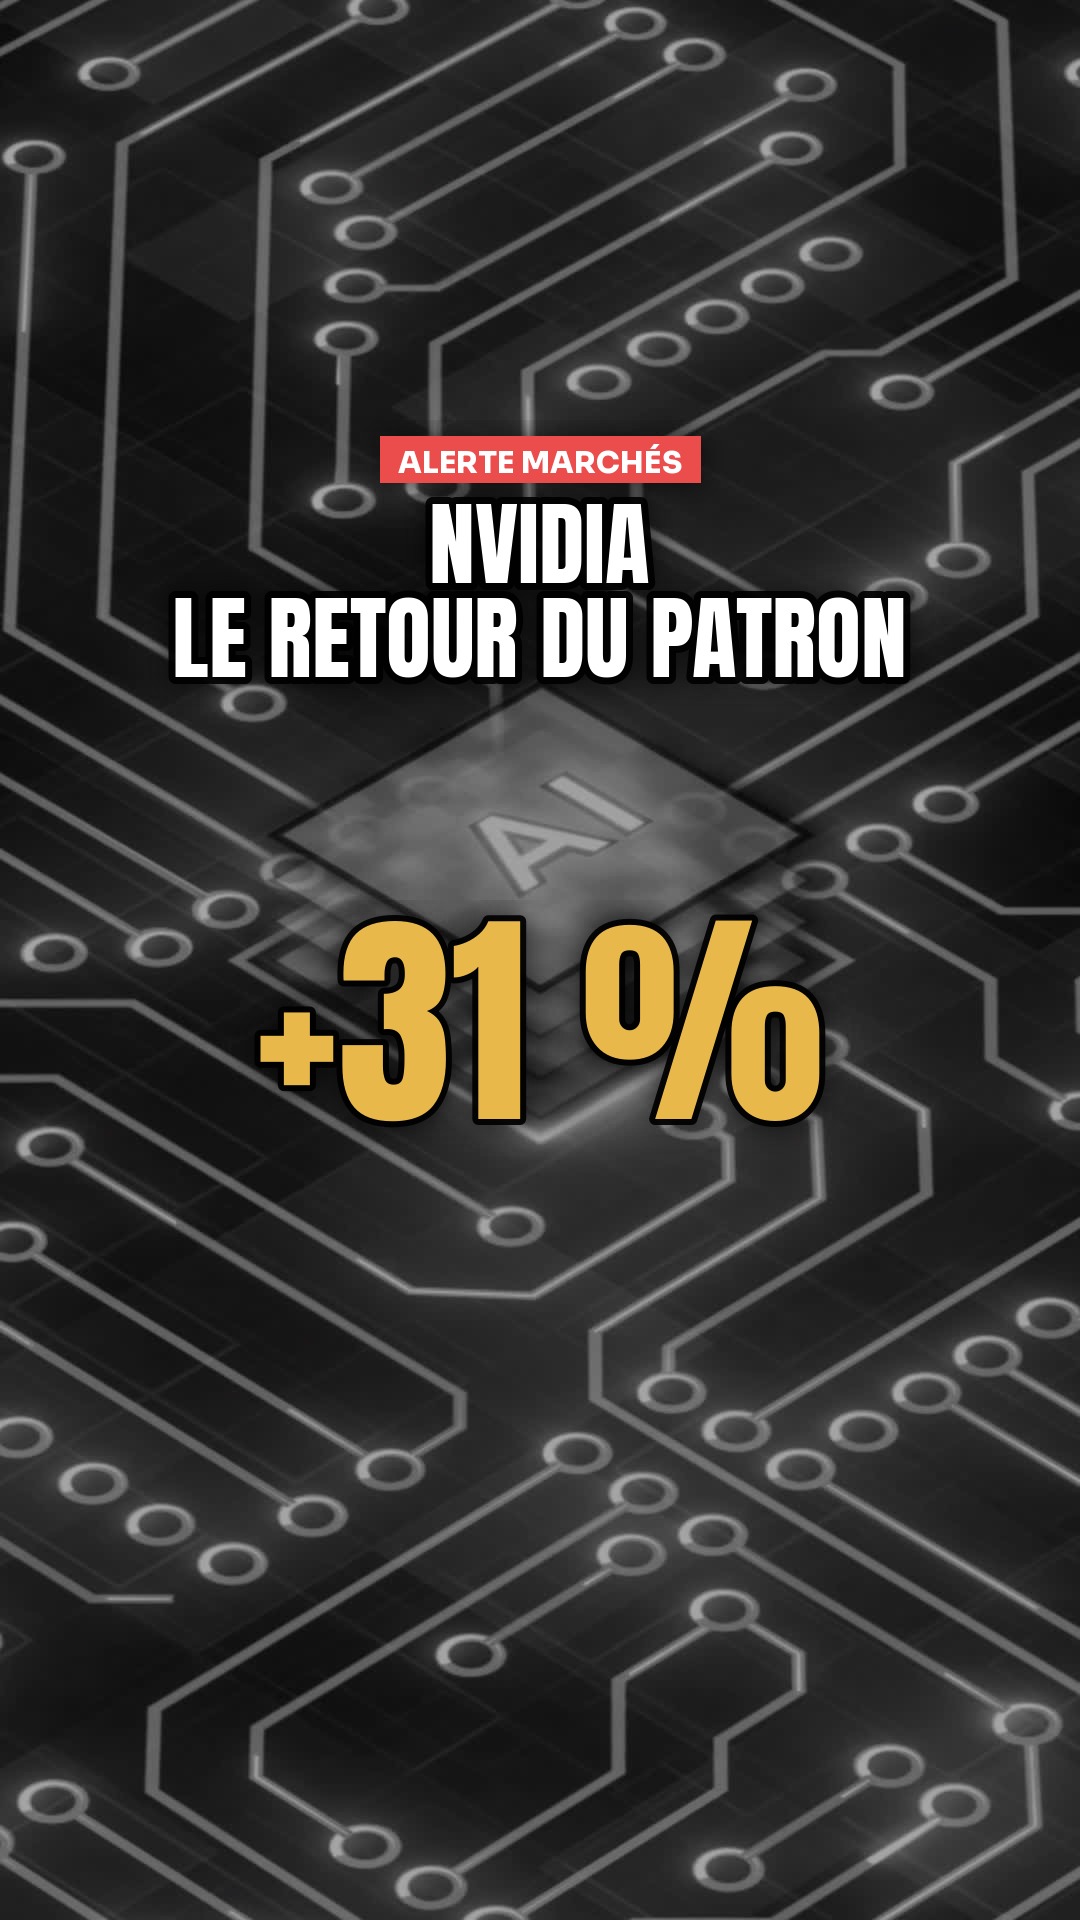 ALERTE MARCHÉS
NVIDIA
LE RETOUR DU PATRON
AI
+31 %